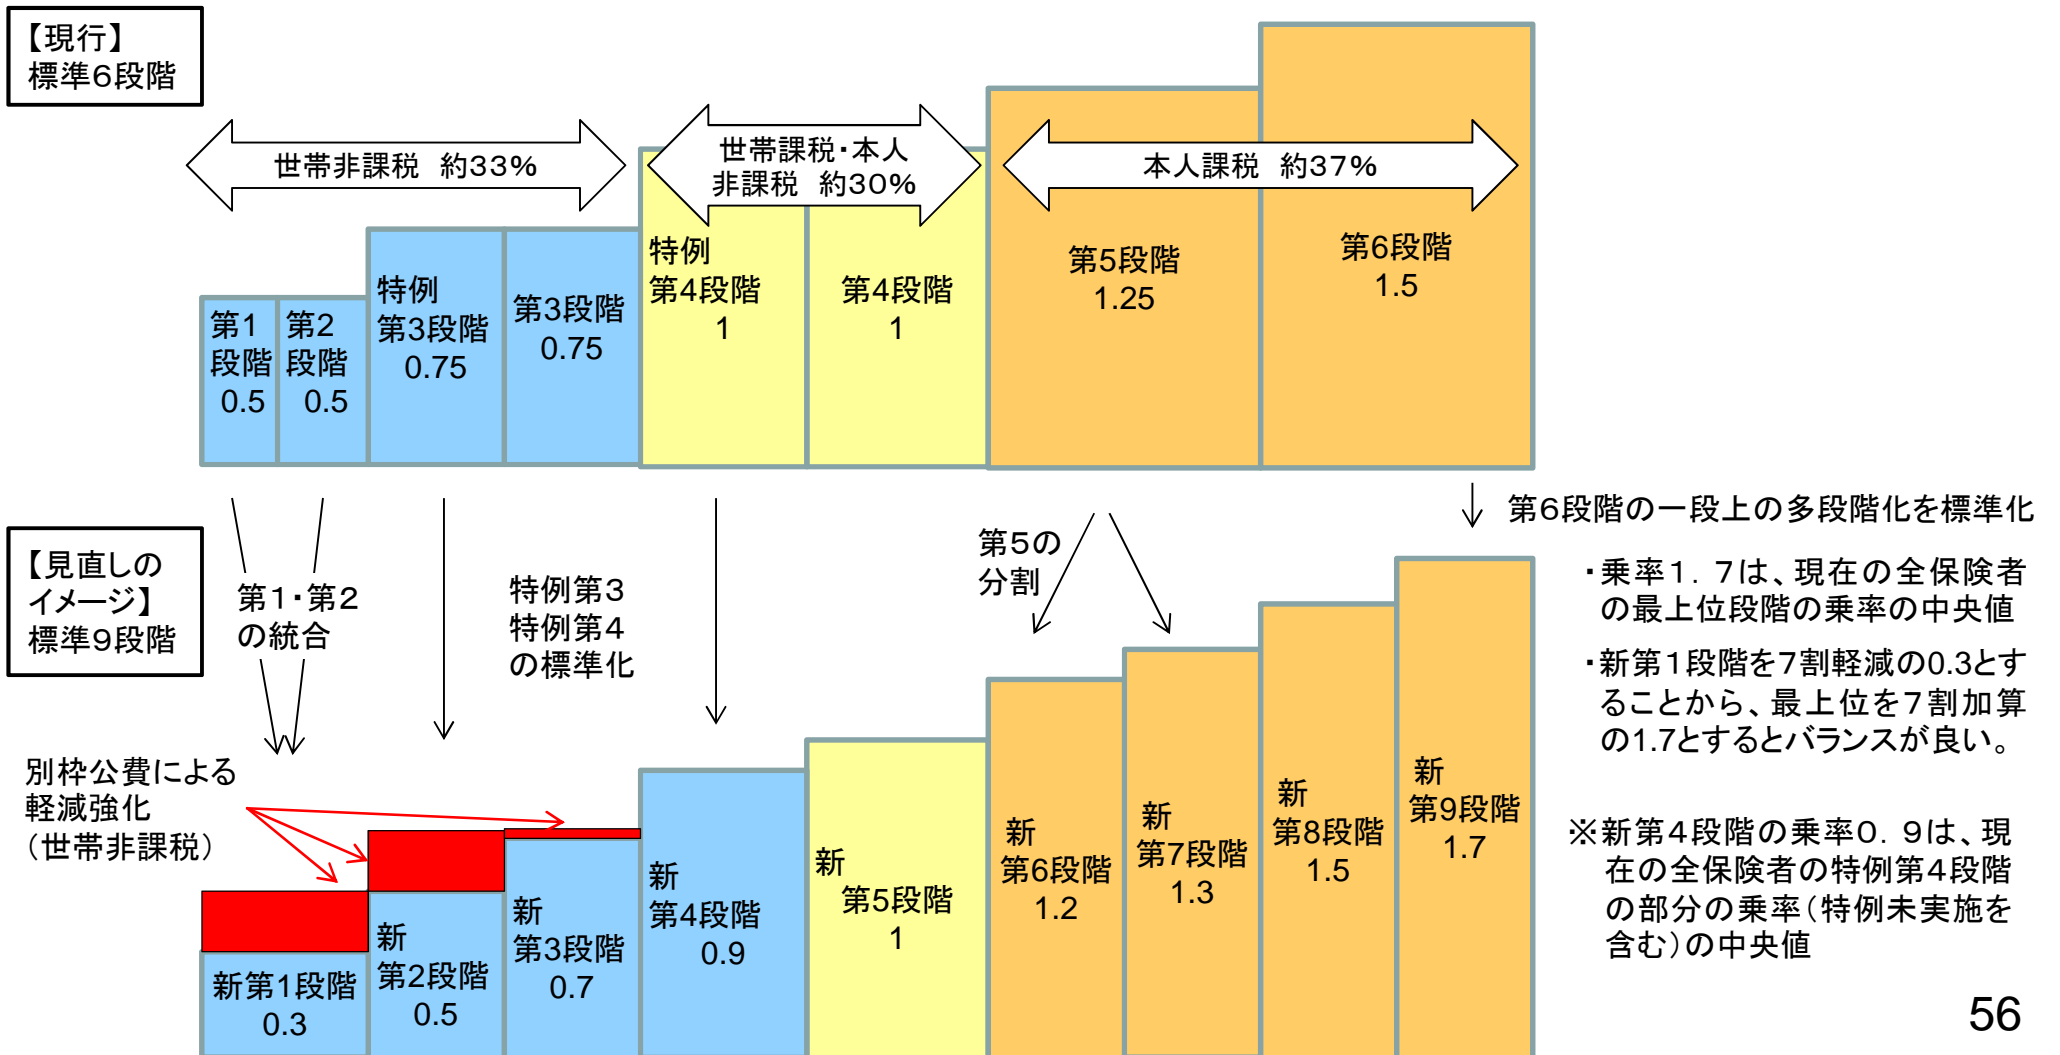 【現行】
標準６段階
世帯非課税　約３３％
世帯課税・本人
非課税　約３０％
本人課税　約３７％
第１
段階
0.5
第２
段階
0.5
特例
第３段階
0.75
第３段階
0.75
特例
第４段階
1
第４段階
1
第５段階
1.25
第６段階
1.5
【見直しの
イメージ】
標準９段階
第１・第２
の統合
特例第３
特例第４
の標準化
第５の
分割
第６段階の一段上の多段階化を標準化
・乗率１．７は、現在の全保険者
の最上位段階の乗率の中央値
・新第１段階を７割軽減の0.3とす
ることから、最上位を７割加算
の1.7とするとバランスが良い。
※新第４段階の乗率０．９は、現
在の全保険者の特例第４段階
の部分の乗率（特例未実施を
含む）の中央値
別枠公費による
軽減強化
（世帯非課税）
新第１段階
0.3
新
第２段階
0.5
新
第３段階
0.7
新
第４段階
0.9
新
第５段階
1
新
第６段階
1.2
新
第７段階
1.3
新
第８段階
1.5
新
第９段階
1.7
56